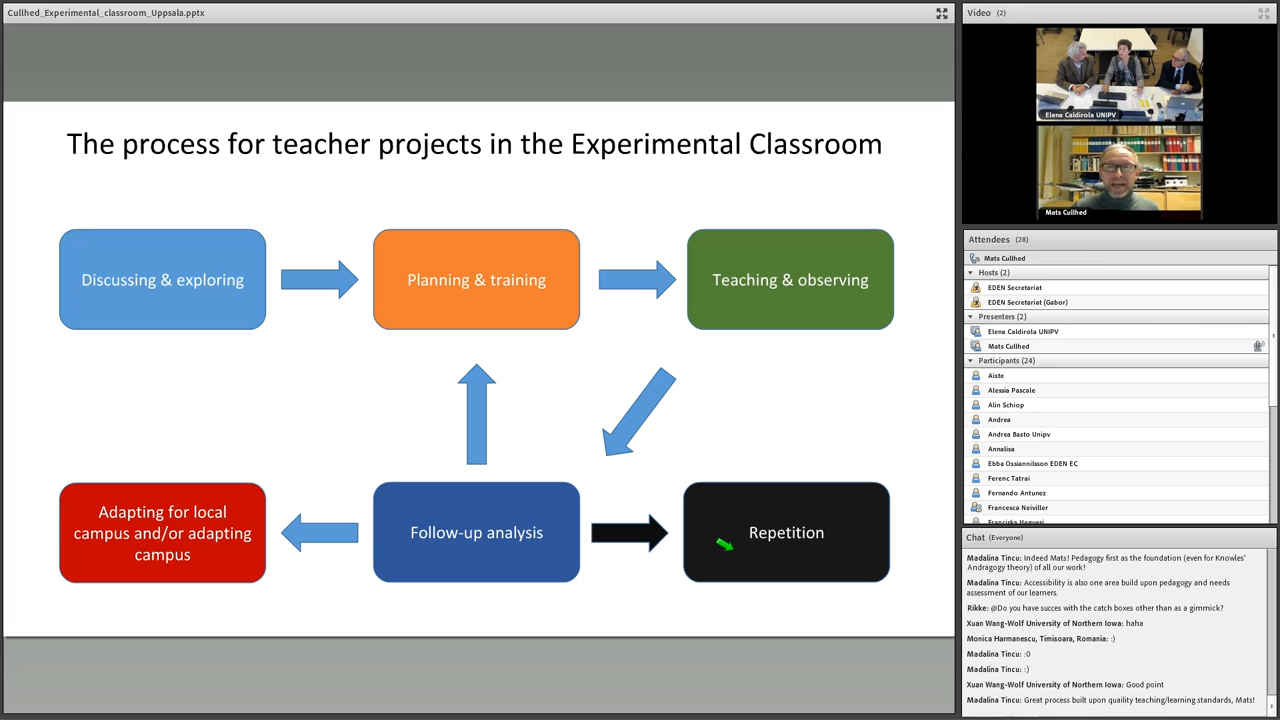 Cullhed_Experimental_classroom_Uppsala.pptx
The process for teacher projects in the Experimental Classroom
Discussing & exploring
Planning & training
Teaching & observing
Adapting for local
campus and/or adapting
campus
Follow-up analysis
Repetition
Video (2)
Elena Caldirola UNIPV
Mats Cullhed
Attendees (28)
Mats Cullhed
Hosts (2)
EDEN Secretariat
EDEN Secretariat (Gabor)
Presenters (2)
Elena Caldirola UNIPV
Mats Cullhed
Participants (24)
Aiste
Alessia Pascale
Alin Schiop
Andrea
Andrea Basto Unipv
Annalisa
Ebba Ossiannilsson EDEN EC
Ferenc Tatrai
Fernando Antunez
Francesca Neiviller
Franciska Hegyesi
Chat (Everyone)
Madalina Tincu: Indeed Mats! Pedagogy first as the foundation (even for Knowles'
Andragogy theory) of all our work!
Madalina Tincu: Accessibility is also one area build upon pedagogy and needs
assessment of our learners.
Rikke: @Do you have succes with the catch boxes other than as a gimmick?
Xuan Wang-Wolf University of Northern Iowa: haha
Monica Harmanescu, Timisoara, Romania: :)
Madalina Tincu: :0
Madalina Tincu: :)
Xuan Wang-Wolf University of Northern Iowa: Good point
Madalina Tincu: Great process built upon quaility teaching/learning standards, Mats!